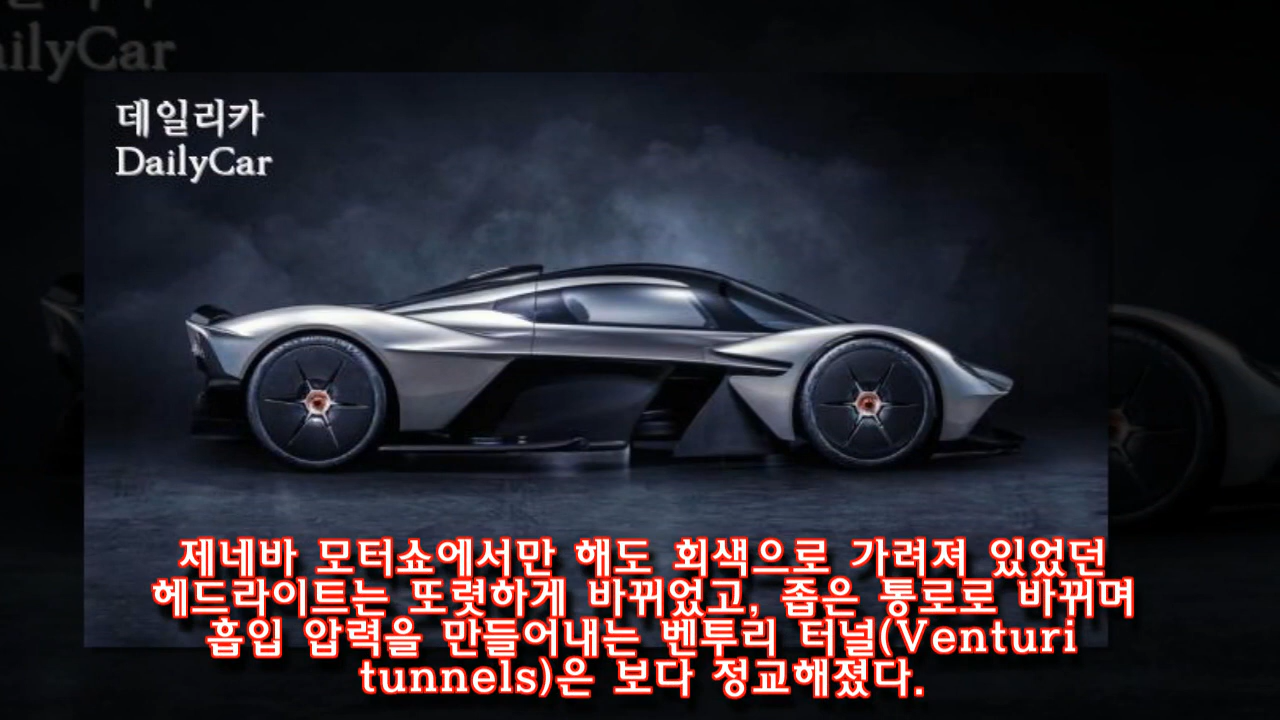 ailyCar
데일리카
DailyCar
제네바 모터쇼에서만 해도 회색으로 가려져 있었던
헤드라이트는 또렷하게 바뀌었고, 좁은 통로로 바뀌며
흡입 압력을 만들어내는 벤투리 터널(Venturi
tunnels)은 보다 정교해졌다.